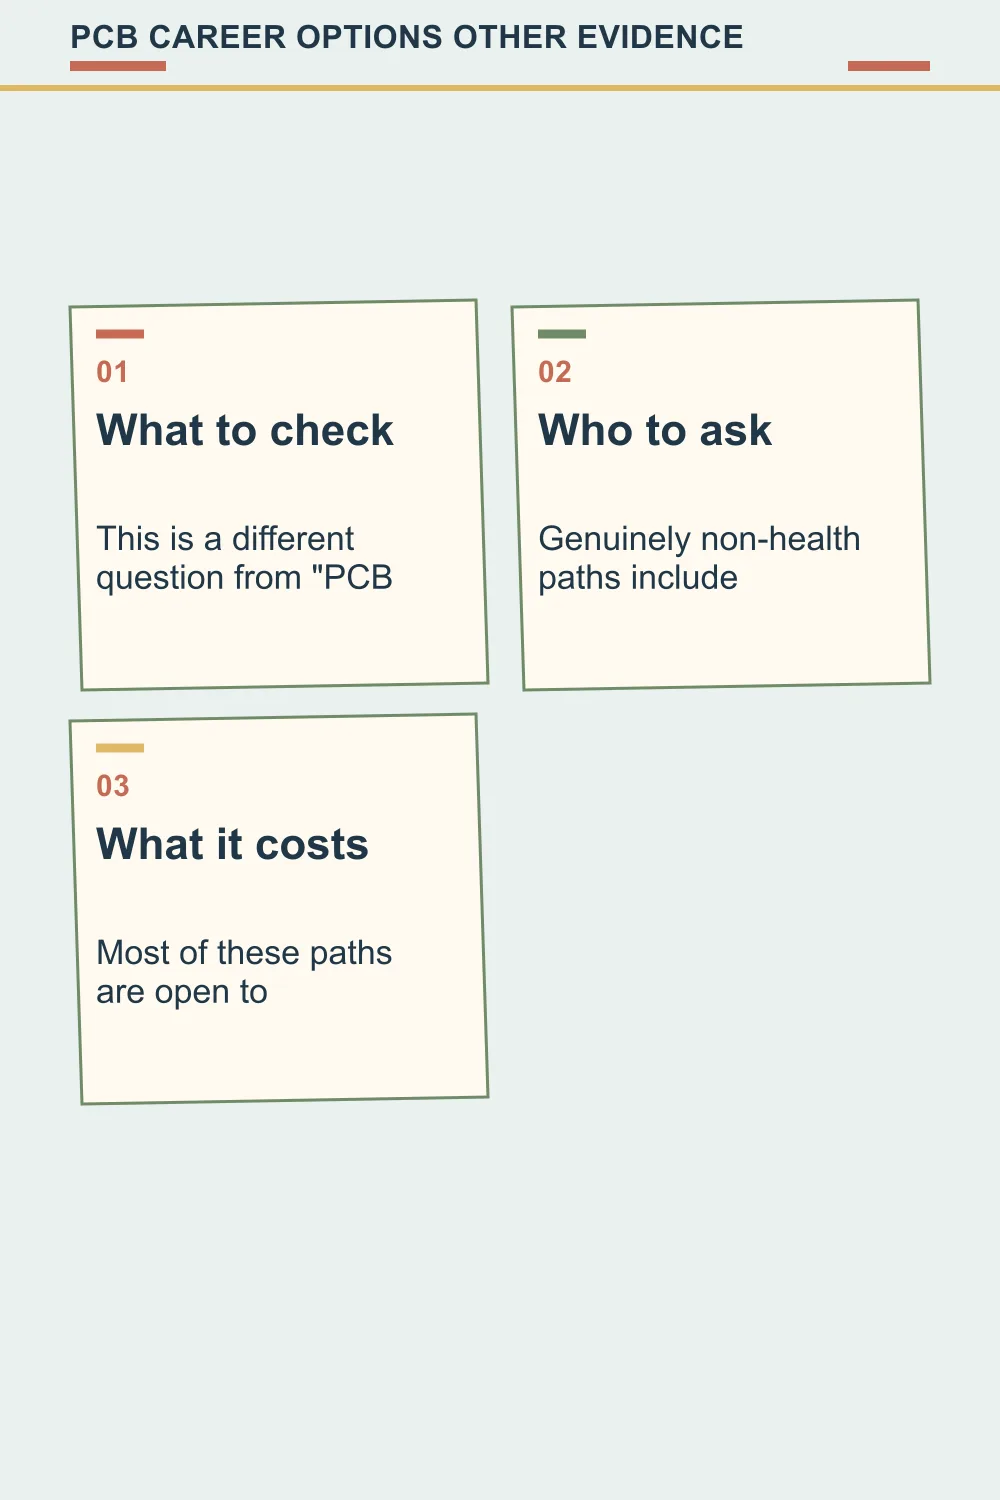 PCB CAREER OPTIONS OTHER EVIDENCE
01
What to check
This is a different
question from "PCB
02
Who to ask
Genuinely non-health
paths include
03
What it costs
Most of these paths
are open to